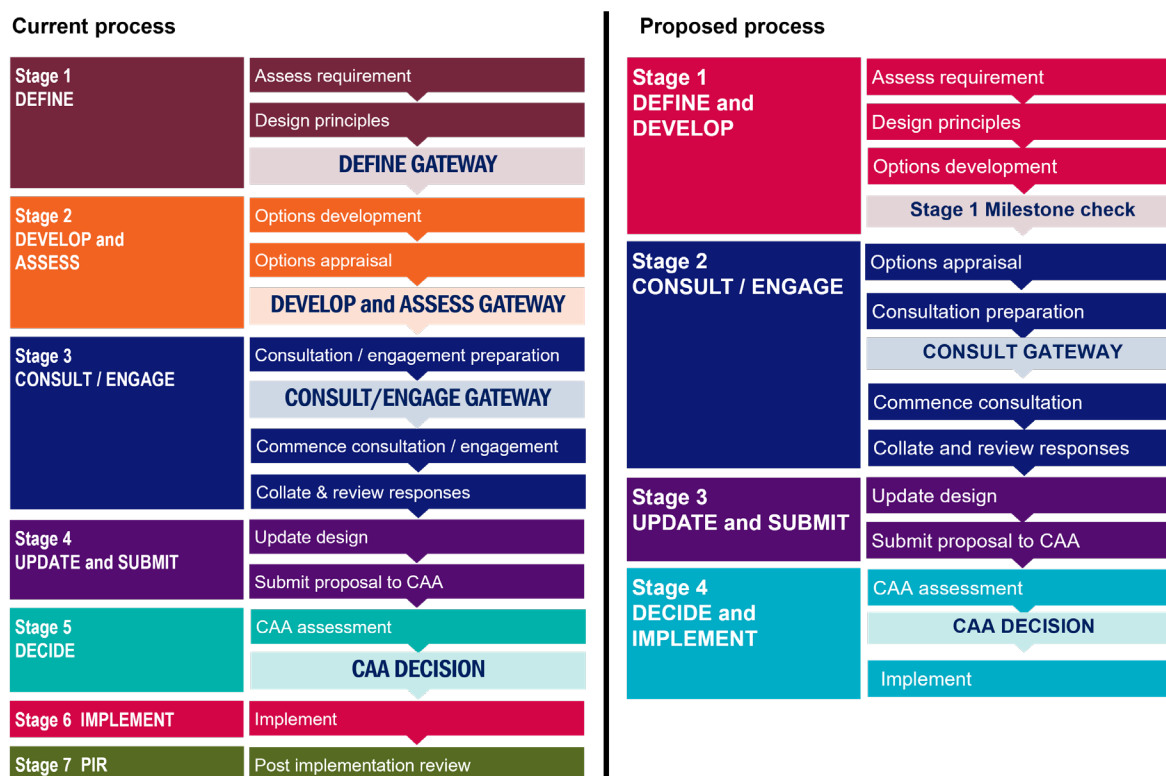 Current process
Stage 1
DEFINE
Assess requirement
Design principles
DEFINE GATEWAY
Stage 2
DEVELOP and
ASSESS
Options development
Options appraisal
DEVELOP and ASSESS GATEWAY
Stage 3
CONSULT / ENGAGE
Consultation / engagement preparation
CONSULT/ENGAGE GATEWAY
Commence consultation / engagement
Collate & review responses
Stage 4
UPDATE and SUBMIT
Update design
Submit proposal to CAA
Stage 5
DECIDE
CAA assessment
CAA DECISION
Stage 6 IMPLEMENT
Implement
Stage 7 PIR
Post implementation review
Proposed process
Stage 1
DEFINE and
DEVELOP
Assess requirement
Design principles
Options development
Stage 1 Milestone check
Stage 2
CONSULT / ENGAGE
Options appraisal
Consultation preparation
CONSULT GATEWAY
Commence consultation
Collate and review responses
Stage 3
UPDATE and SUBMIT
Update design
Submit proposal to CAA
Stage 4
DECIDE and
IMPLEMENT
CAA assessment
CAA DECISION
Implement